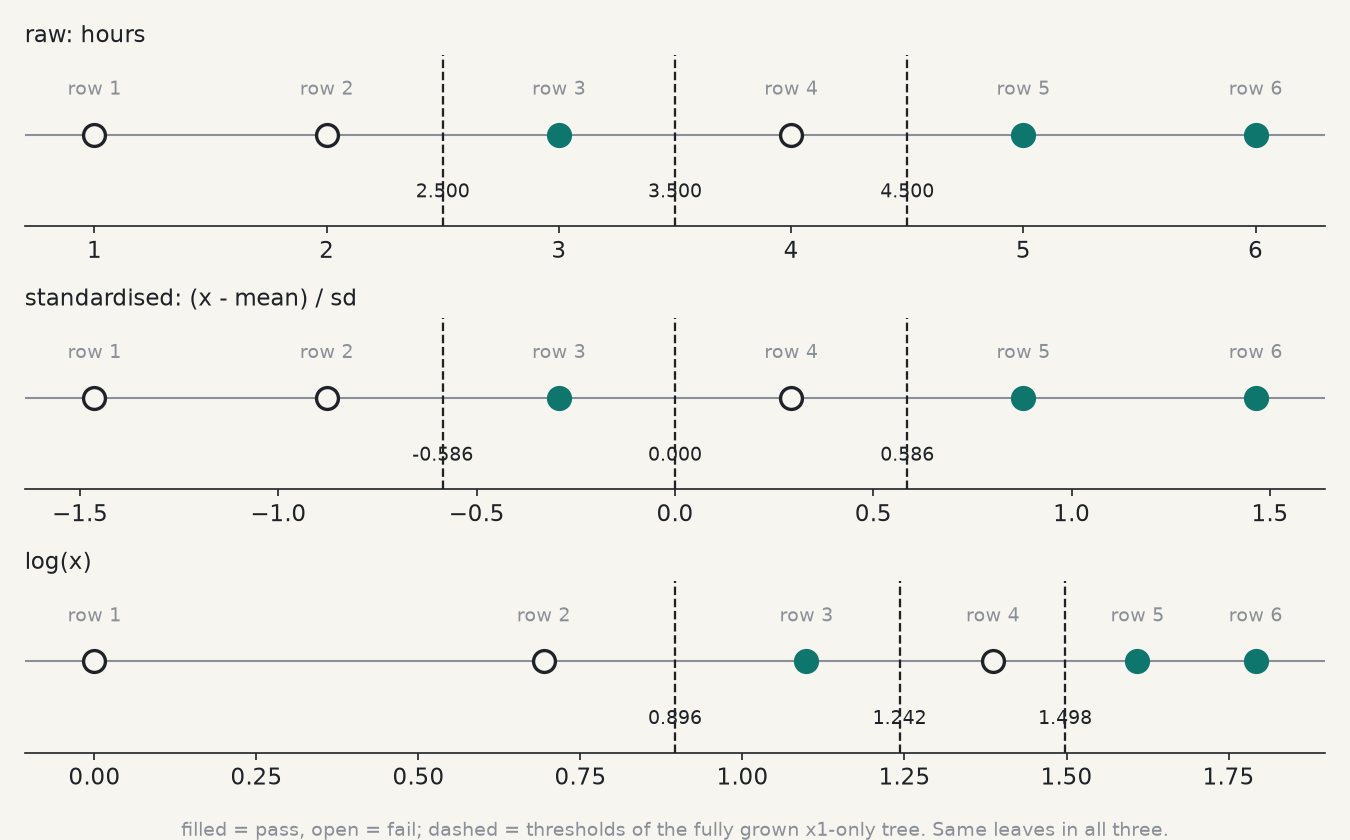 raw: hours
row 1 row 2 row 3 row 4 row 5 row 6
2.500 3.500 4.500
1 2 3 4 5 6
standardised: (x - mean) / sd
row 1 row 2 row 3 row 4 row 5 row 6
-0.586 0.000 0.586
−1.5 −1.0 −0.5 0.0 0.5 1.0 1.5
log(x)
row 1 row 2 row 3 row 4 row 5 row 6
0.896 1.242 1.498
0.00 0.25 0.50 0.75 1.00 1.25 1.50 1.75
filled = pass, open = fail; dashed = thresholds of the fully grown x1-only tree. Same leaves in all three.